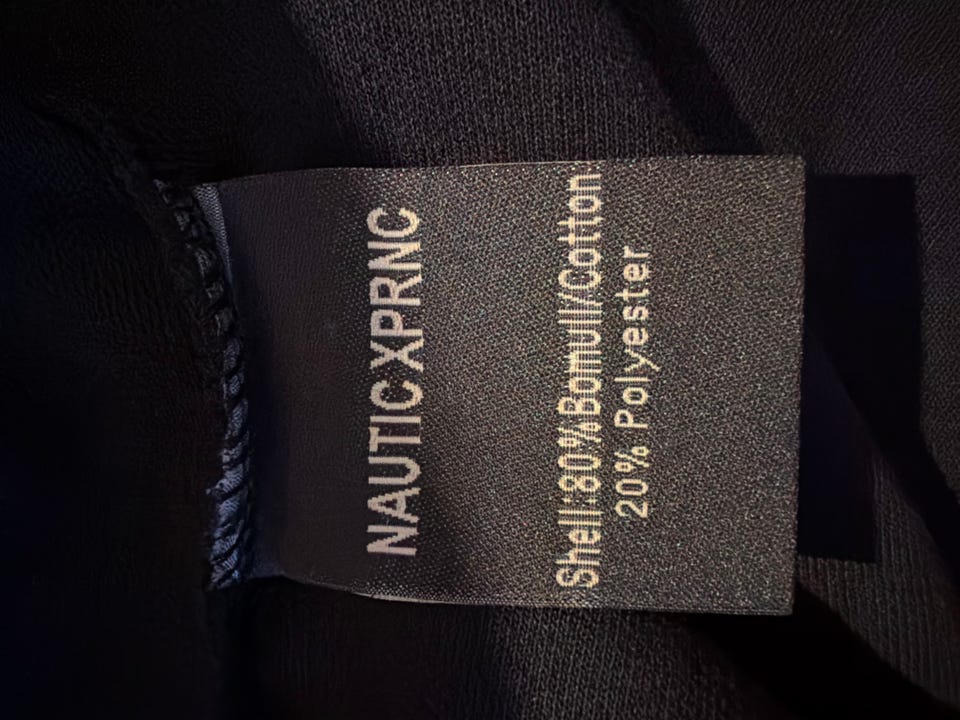 NAUTICXPRNC
Shell:80%Bomull/Cotton
20% Polyester